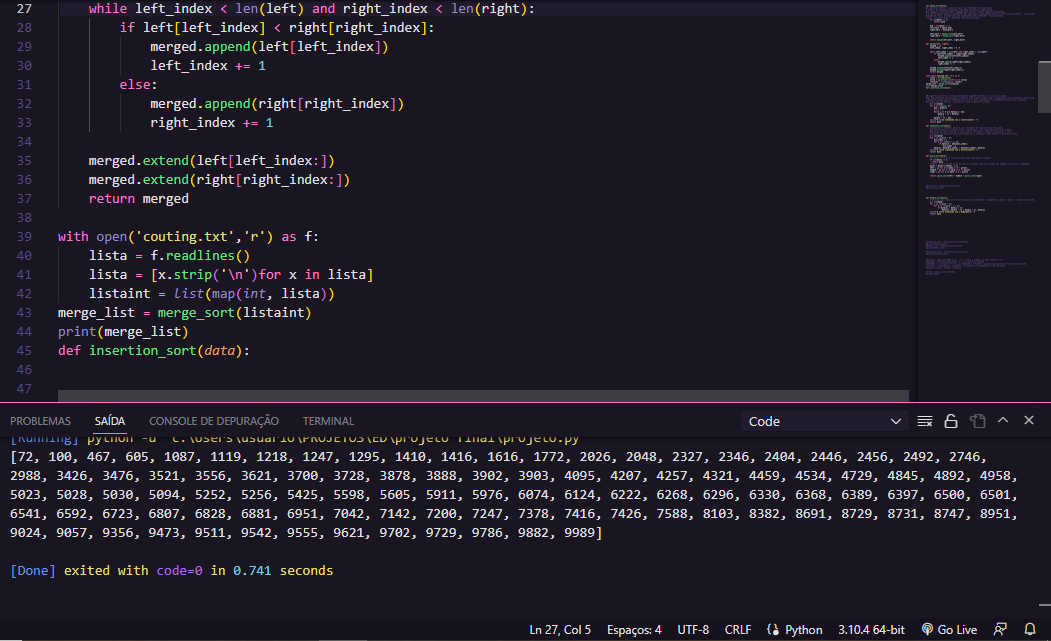 27 while left_index < len(left) and right_index < len(right):
28 if left[left_index] < right[right_index]:
29 merged.append(left[left_index])
30 left_index += 1
31 else:
32 merged.append(right[right_index])
33 right_index += 1
34
35 merged.extend(left[left_index:])
36 merged.extend(right[right_index:])
37 return merged
38
39 with open('couting.txt','r') as f:
40 lista = f.readlines()
41 lista = [x.strip('\n')for x in lista]
42 listaint = list(map(int, lista))
43 merge_list = merge_sort(listaint)
44 print(merge_list)
45 def insertion_sort(data):
46
47
PROBLEMAS SAÍDA CONSOLE DE DEPURAÇÃO TERMINAL Code
[Running] python -u "c:\Users\usuario\PROJETOS\ED\projeto final\projeto.py"
[72, 100, 467, 605, 1087, 1119, 1218, 1247, 1295, 1410, 1416, 1616, 1772, 2026, 2048, 2327, 2346, 2404, 2446, 2456, 2492, 2746,
2988, 3426, 3476, 3521, 3556, 3621, 3700, 3728, 3878, 3888, 3902, 3903, 4095, 4207, 4257, 4321, 4459, 4534, 4729, 4845, 4892, 4958,
5023, 5028, 5030, 5094, 5252, 5256, 5425, 5598, 5605, 5911, 5976, 6074, 6124, 6222, 6268, 6296, 6330, 6368, 6389, 6397, 6500, 6501,
6541, 6592, 6723, 6807, 6828, 6881, 6951, 7042, 7142, 7200, 7247, 7378, 7416, 7426, 7588, 8103, 8382, 8691, 8729, 8731, 8747, 8951,
9024, 9057, 9356, 9473, 9511, 9542, 9555, 9621, 9702, 9729, 9786, 9882, 9989]
[Done] exited with code=0 in 0.741 seconds
Ln 27, Col 5 Espaços: 4 UTF-8 CRLF Python 3.10.4 64-bit Go Live